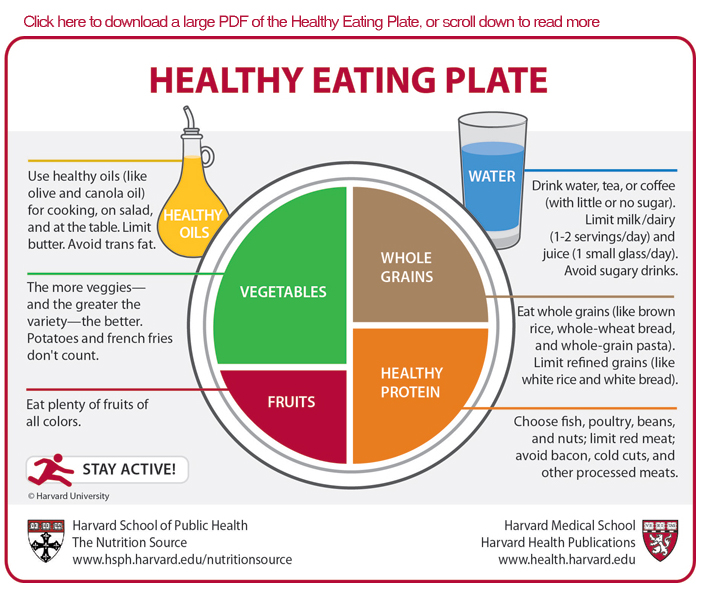 Click here to download a large PDF of the Healthy Eating Plate, or scroll down to read more
HEALTHY EATING PLATE
Use healthy oils (like
olive and canola oil)
for cooking, on salad,
and at the table. Limit
butter. Avoid trans fat.
HEALTHY
OILS
The more veggies—
and the greater the
variety—the better.
Potatoes and french fries
don't count.
Eat plenty of fruits of
all colors.
VEGETABLES
FRUITS
WHOLE
GRAINS
HEALTHY
PROTEIN
WATER
Drink water, tea, or coffee
(with little or no sugar).
Limit milk/dairy
(1-2 servings/day) and
juice (1 small glass/day).
Avoid sugary drinks.
Eat whole grains (like brown
rice, whole-wheat bread,
and whole-grain pasta).
Limit refined grains (like
white rice and white bread).
Choose fish, poultry, beans,
and nuts; limit red meat;
avoid bacon, cold cuts, and
other processed meats.
STAY ACTIVE!
© Harvard University
Harvard School of Public Health
The Nutrition Source
www.hsph.harvard.edu/nutritionsource
Harvard Medical School
Harvard Health Publications
www.health.harvard.edu